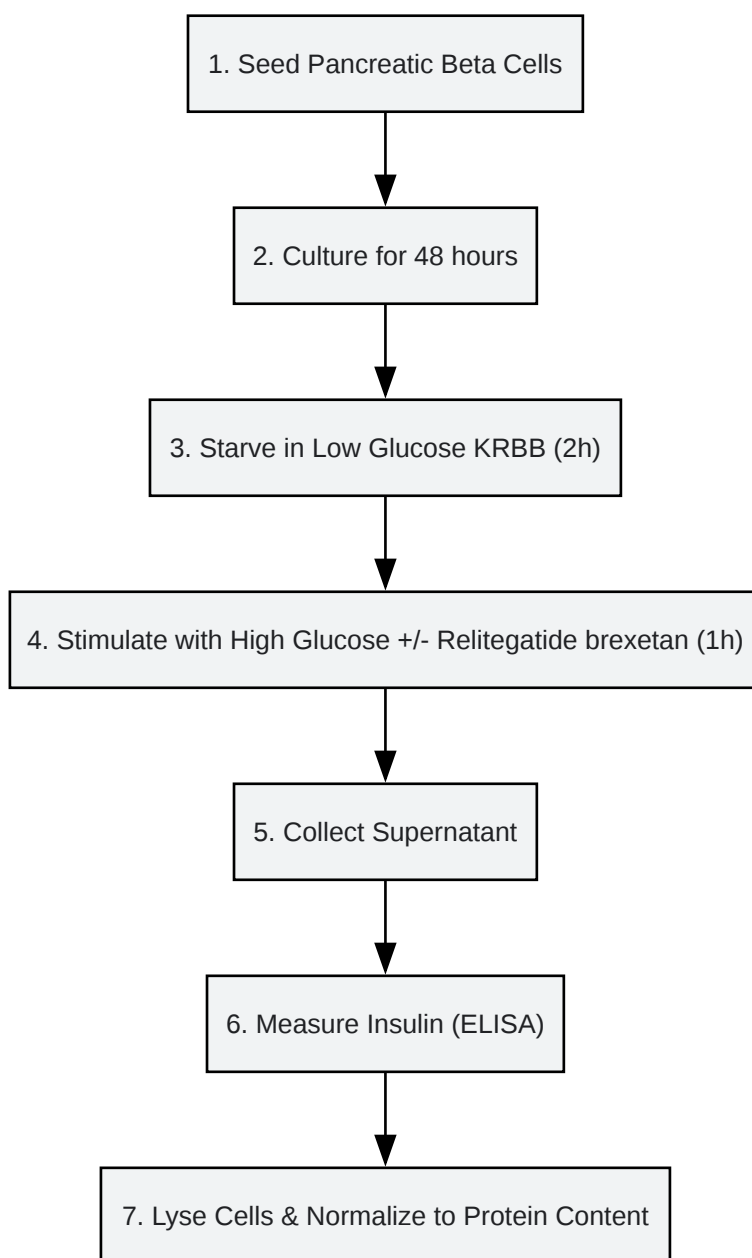 1. Seed Pancreatic Beta Cells
2. Culture for 48 hours
3. Starve in Low Glucose KRBB (2h)
4. Stimulate with High Glucose +/- Relitegatide brexetan (1h)
5. Collect Supernatant
6. Measure Insulin (ELISA)
7. Lyse Cells & Normalize to Protein Content